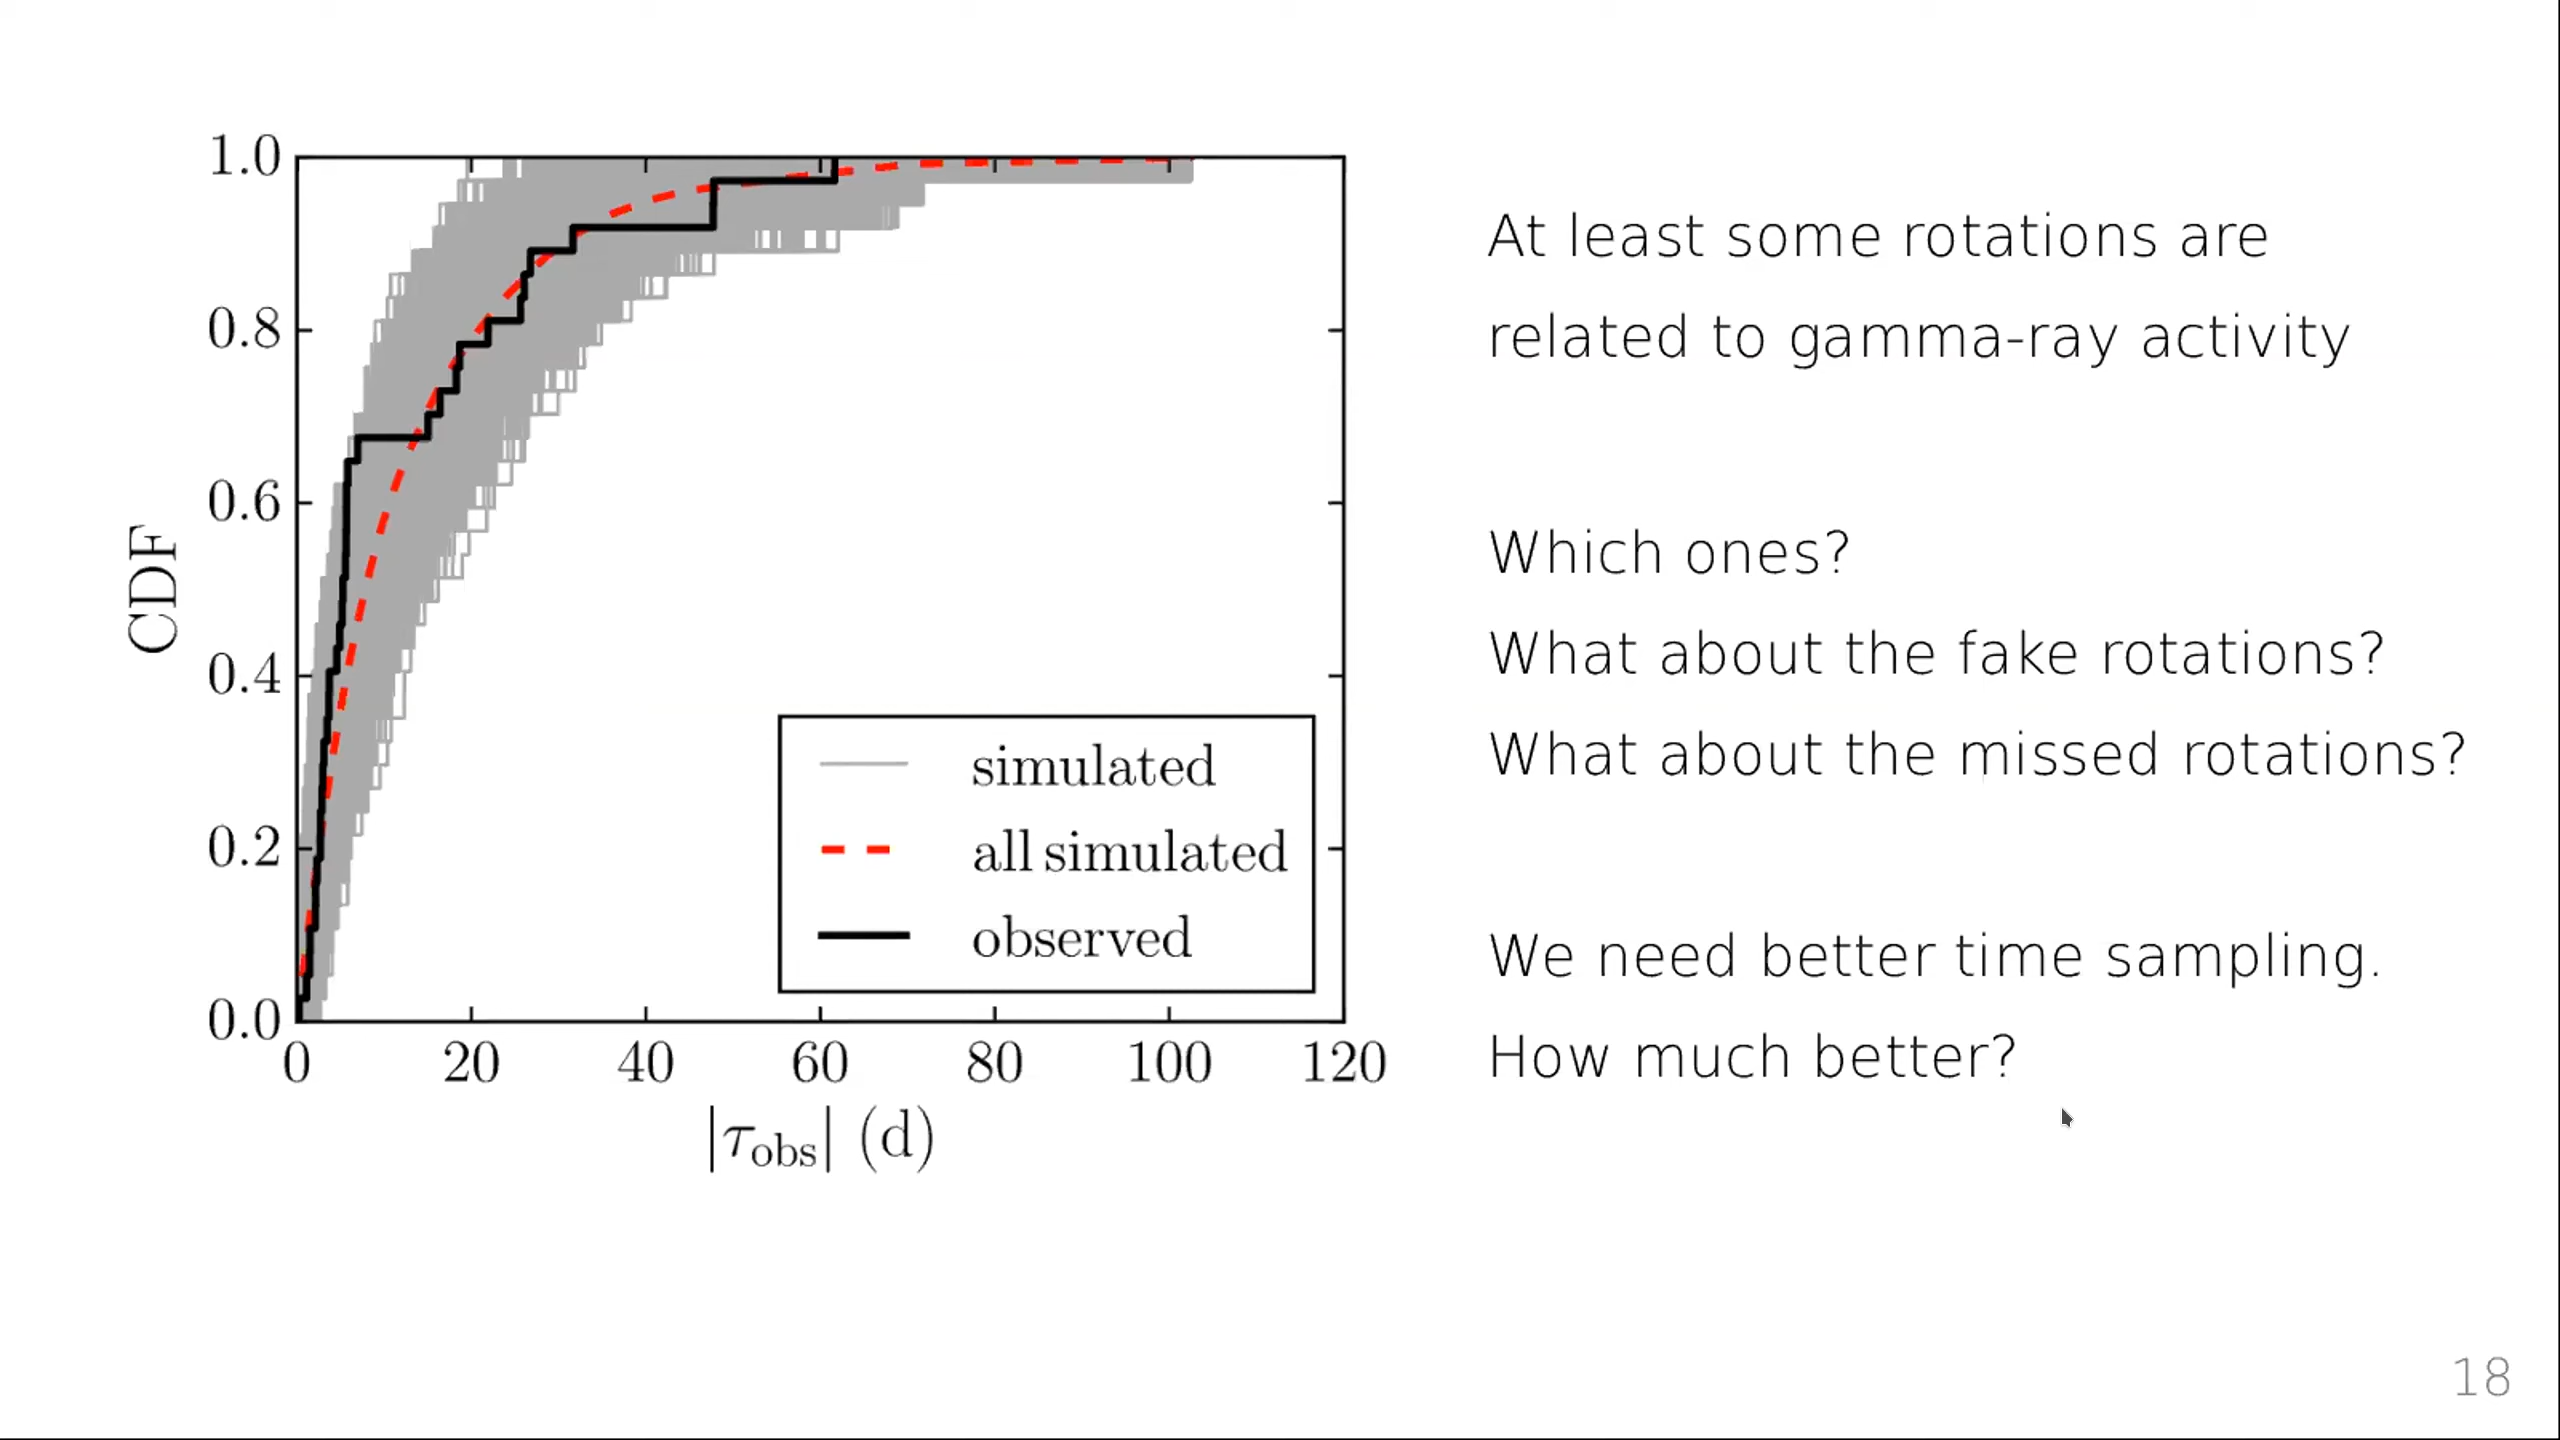 1.0
0.8
0.6
0.4
0.2
0.0
CDF
0 20 40 60 80 100 120
|τobs| (d)
simulated
all simulated
observed
At least some rotations are
related to gamma-ray activity
Which ones?
What about the fake rotations?
What about the missed rotations?
We need better time sampling.
How much better?
18